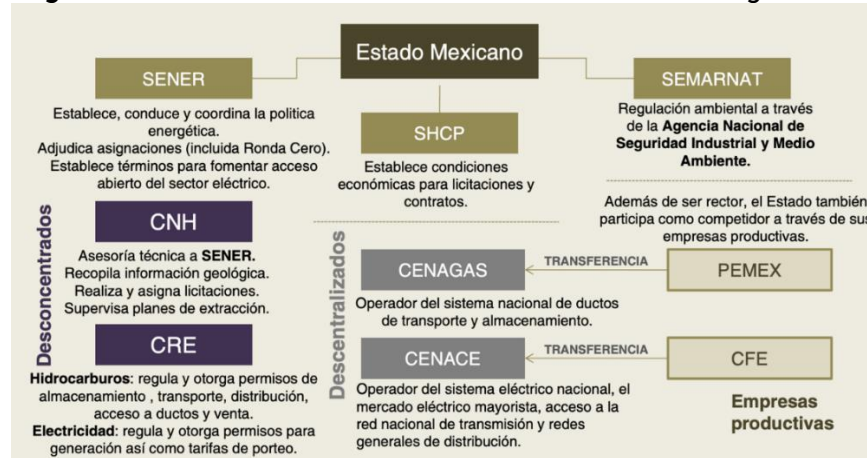 Estado Mexicano
SENER
Establece, conduce y coordina la politica
energética.
Adjudica asignaciones (incluida Ronda Cero).
Establece términos para fomentar acceso
abierto del sector eléctrico.
SHCP
Establece condiciones
económicas para licitaciones y
contratos.
SEMARNAT
Regulación ambiental a través
de la Agencia Nacional de
Seguridad Industrial y Medio
Ambiente.
Además de ser rector, el Estado también
participa como competidor a través de sus
empresas productivas.
Desconcentrados
CNH
Asesoría técnica a SENER.
Recopila información geológica.
Realiza y asigna licitaciones.
Supervisa planes de extracción.
CRE
Hidrocarburos: regula y otorga permisos de
almacenamiento , transporte, distribución,
acceso a ductos y venta.
Electricidad: regula y otorga permisos para
generación así como tarifas de porteo.
Descentralizados
CENAGAS
TRANSFERENCIA
PEMEX
Operador del sistema nacional de ductos
de transporte y almacenamiento.
CENACE
TRANSFERENCIA
CFE
Operador del sistema eléctrico nacional, el
mercado eléctrico mayorista, acceso a la
red nacional de transmisión y redes
generales de distribución.
Empresas
productivas